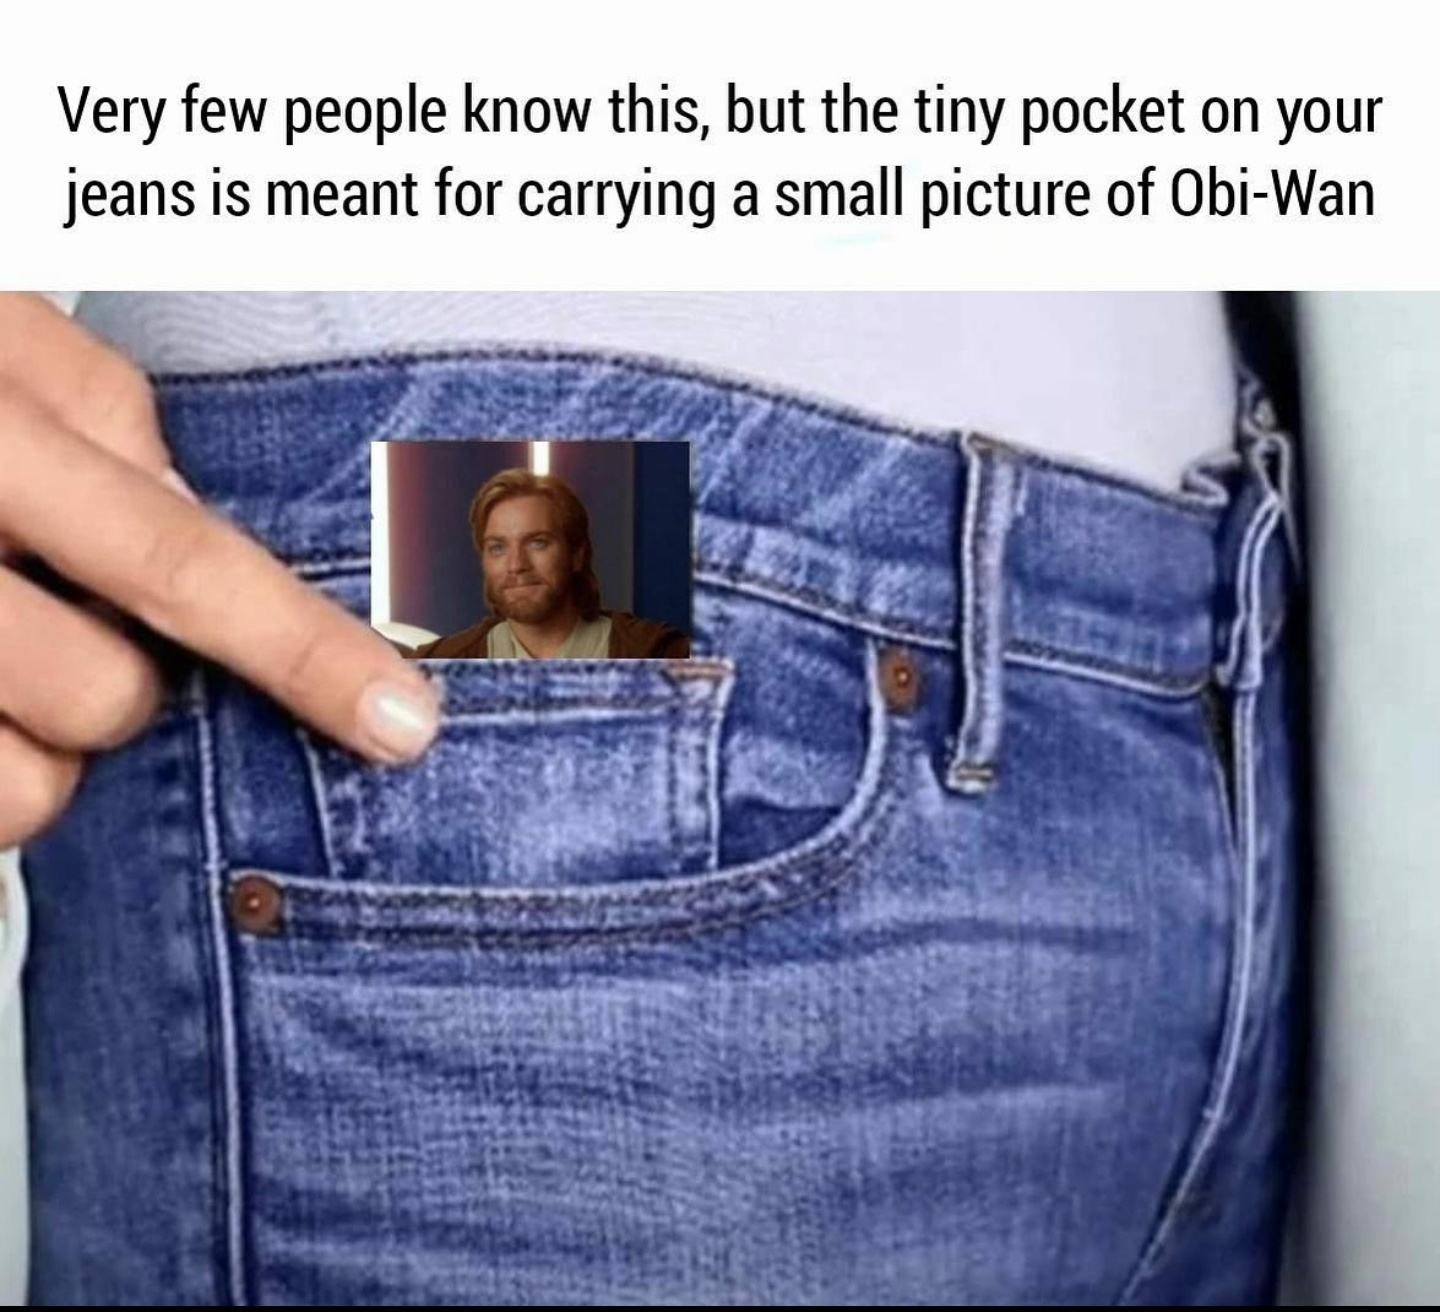 Very few people know this, but the tiny pocket on your
jeans is meant for carrying a small picture of Obi-Wan